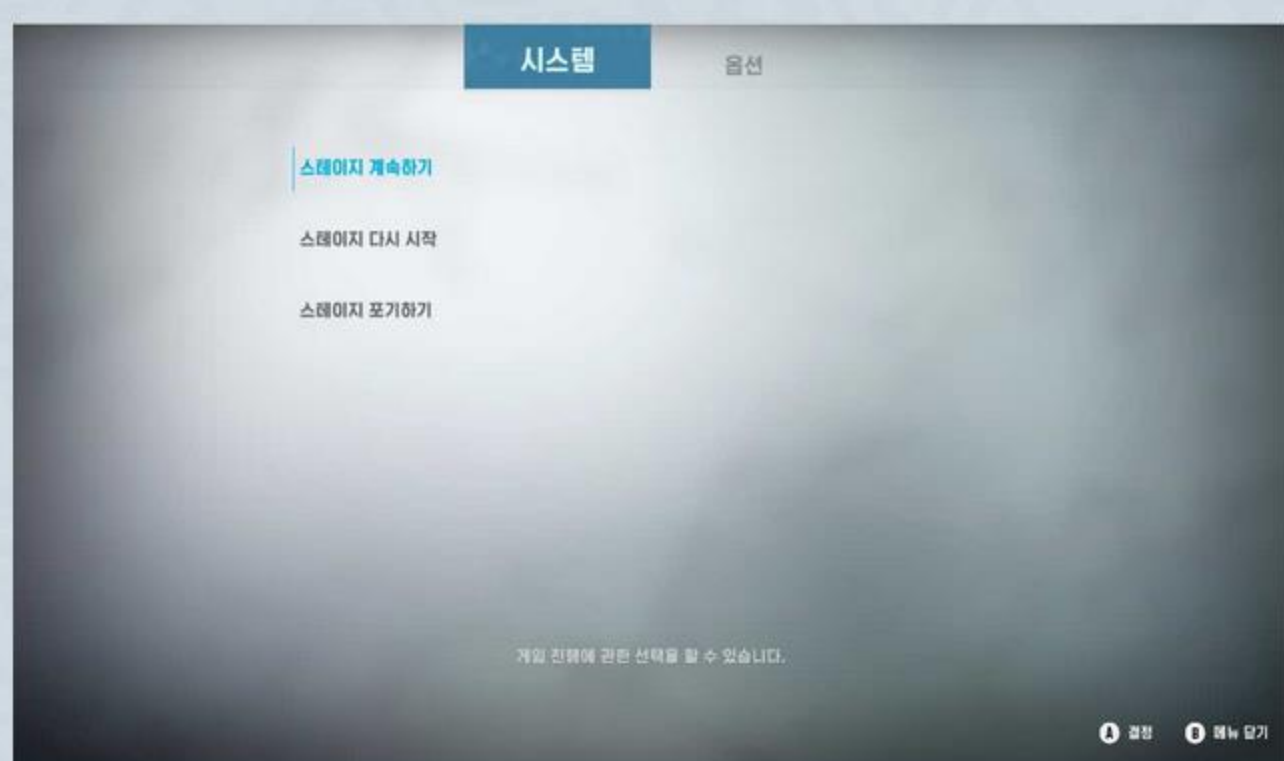 시스템
옵션
스테이지 계속하기
스테이지 다시 시작
스테이지 포기하기
게임 진행에 관한 선택을 할 수 있습니다.
A 결정 B 메뉴 닫기